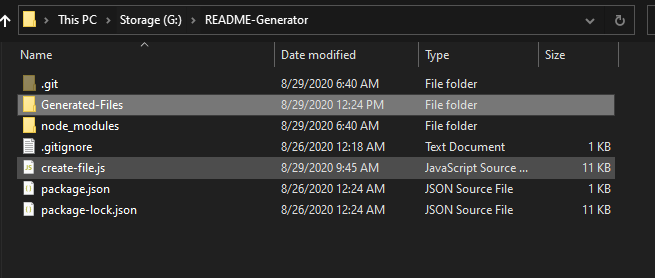 This PC > Storage (G:) > README-Generator
Name Date modified Type Size
.git 8/29/2020 6:40 AM File folder
Generated-Files 8/29/2020 12:24 PM File folder
node_modules 8/29/2020 6:40 AM File folder
.gitignore 8/26/2020 12:18 AM Text Document 1 KB
create-file.js 8/29/2020 9:45 AM JavaScript Source ... 11 KB
package.json 8/26/2020 12:24 AM JSON Source File 1 KB
package-lock.json 8/26/2020 12:24 AM JSON Source File 11 KB